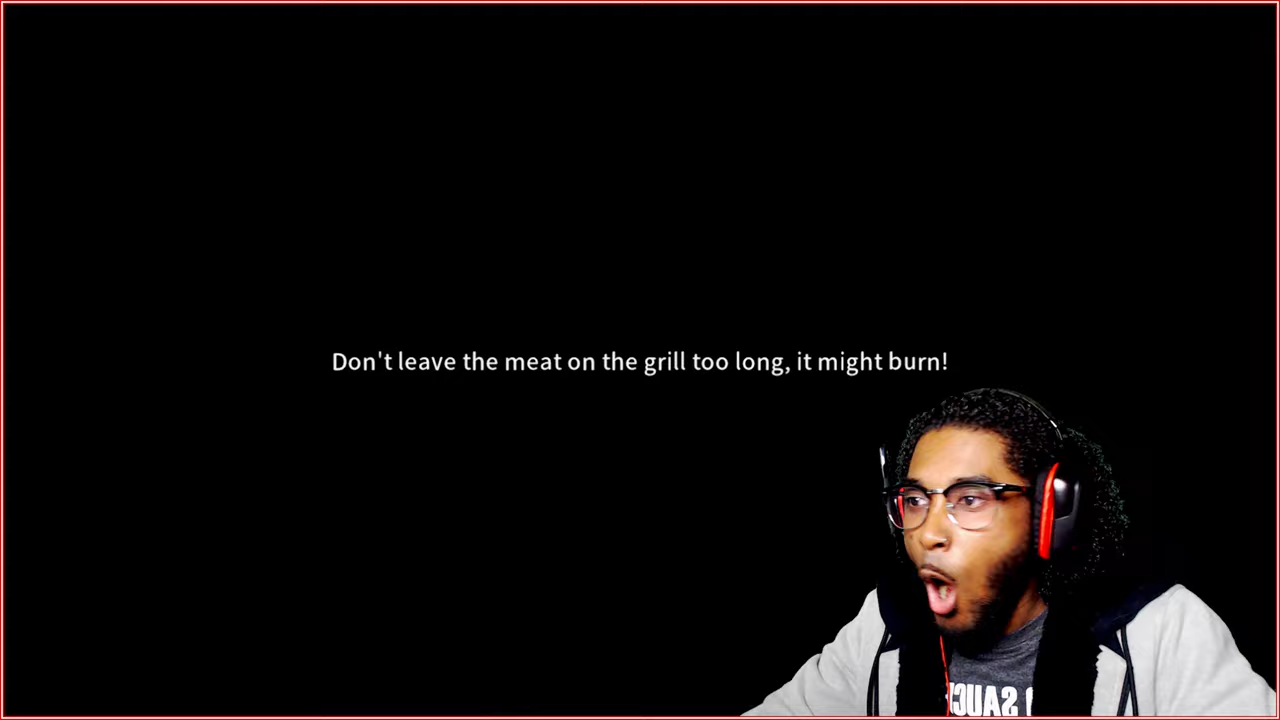 Don't leave the meat on the grill too long, it might burn!